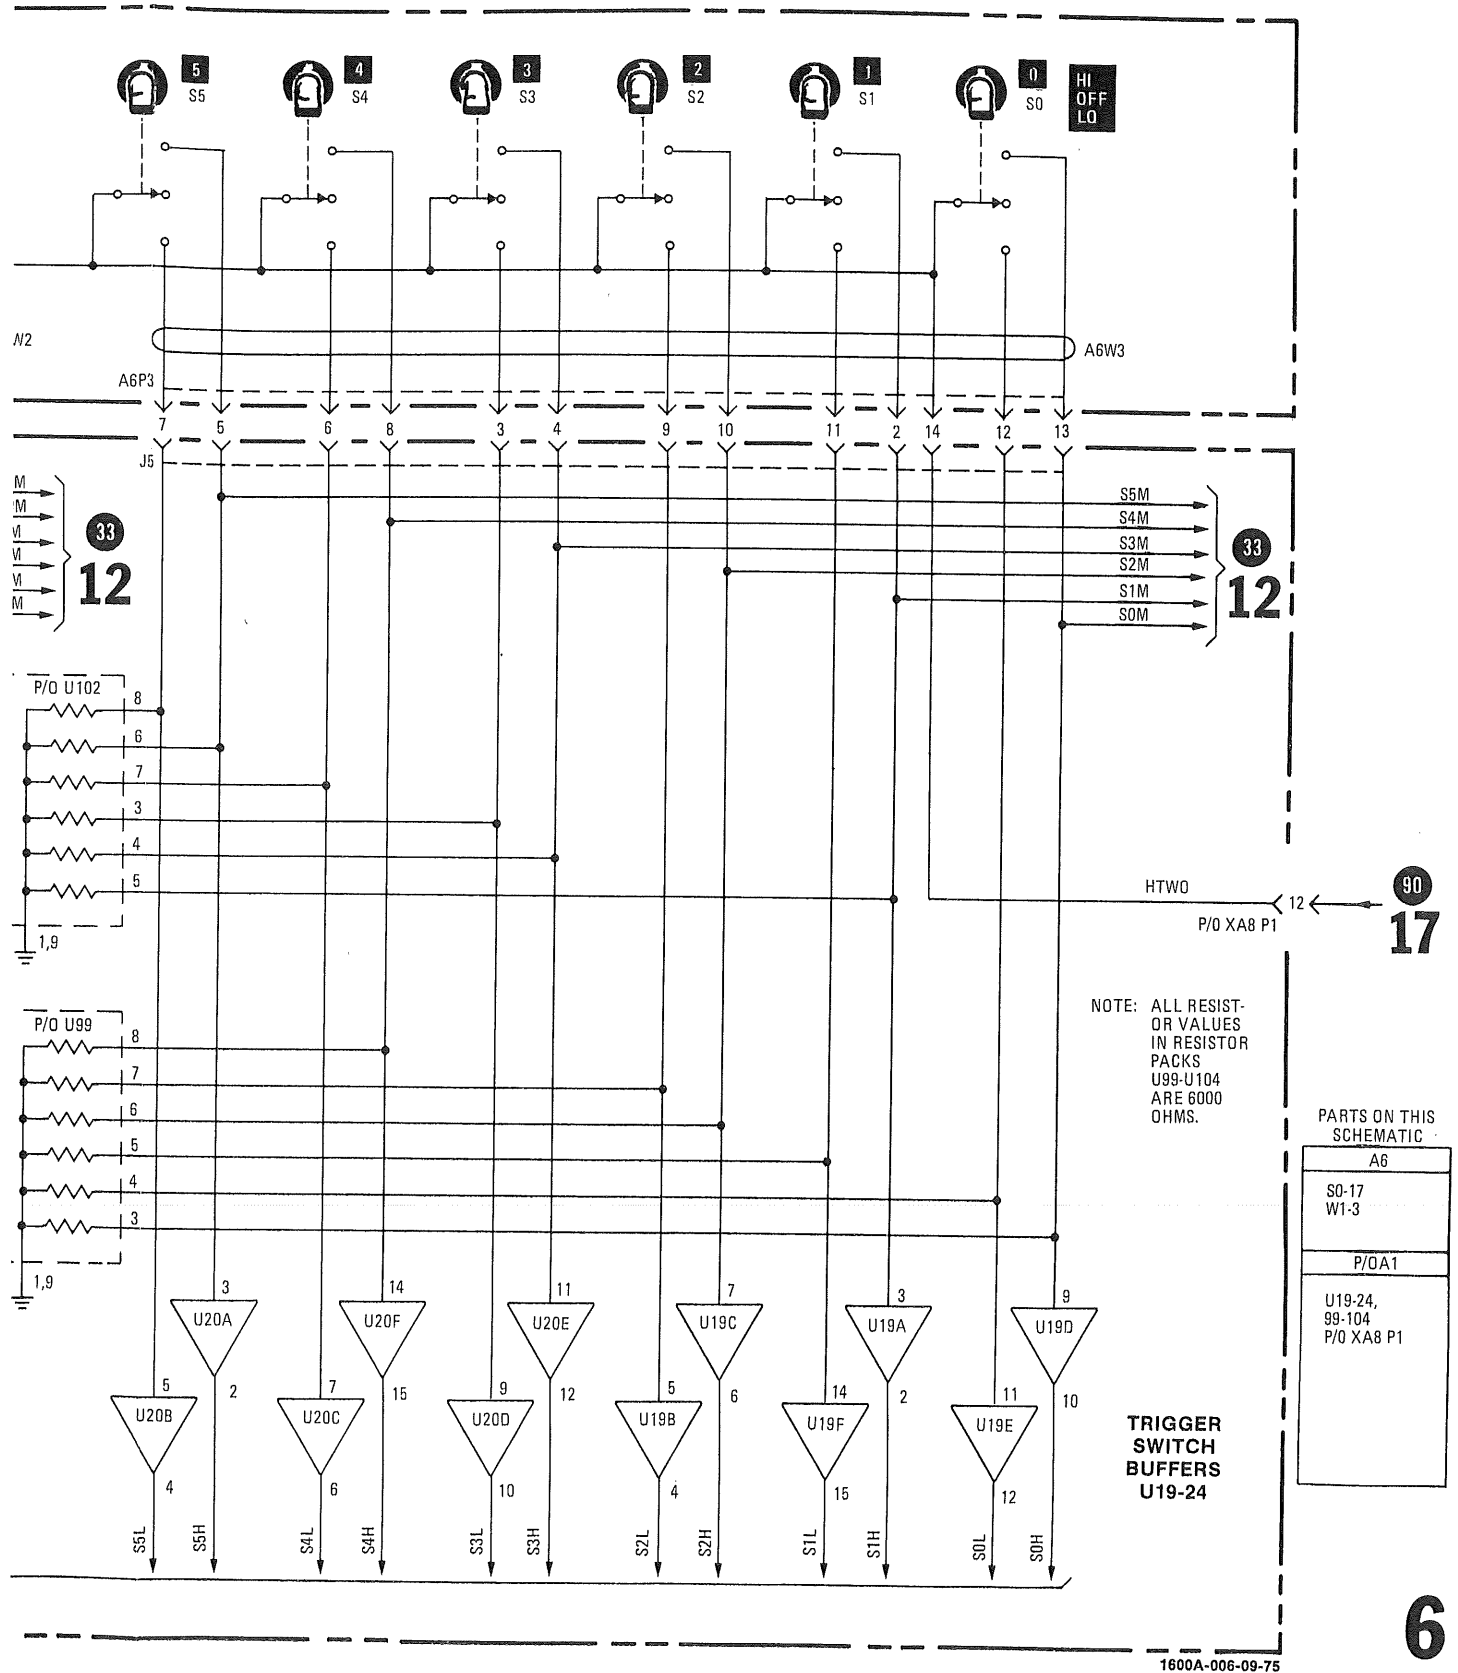 5 4 3 2 1 0 HI
S5 S4 S3 S2 S1 S0 OFF
LO
W2
A6W3
A6P3
7 5 6 8 3 4 9 10 11 2 14 12 13
J5
M
M
M
M
M
M
33
12
S5M
S4M
S3M
S2M
S1M
S0M
33
12
P/O U102
8
6
7
3
4
5
1,9
HTWO
12
P/O XA8 P1
90
17
NOTE: ALL RESIST-
OR VALUES
IN RESISTOR
PACKS
U99-U104
ARE 6000
OHMS.
P/O U99
8
7
6
5
4
3
1,9
PARTS ON THIS
SCHEMATIC
A6
S0-17
W1-3
P/OA1
U19-24,
99-104
P/O XA8 P1
3 14 11 7 3 9
U20A U20F U20E U19C U19A U19D
2 15 12 6 2 10
5 7 9 5 14 11
U20B U20C U20D U19B U19F U19E
4 6 10 4 15 12
TRIGGER
SWITCH
BUFFERS
U19-24
S5L S5H S4L S4H S3L S3H S2L S2H S1L S1H S0L S0H
6
1600A-006-09-75